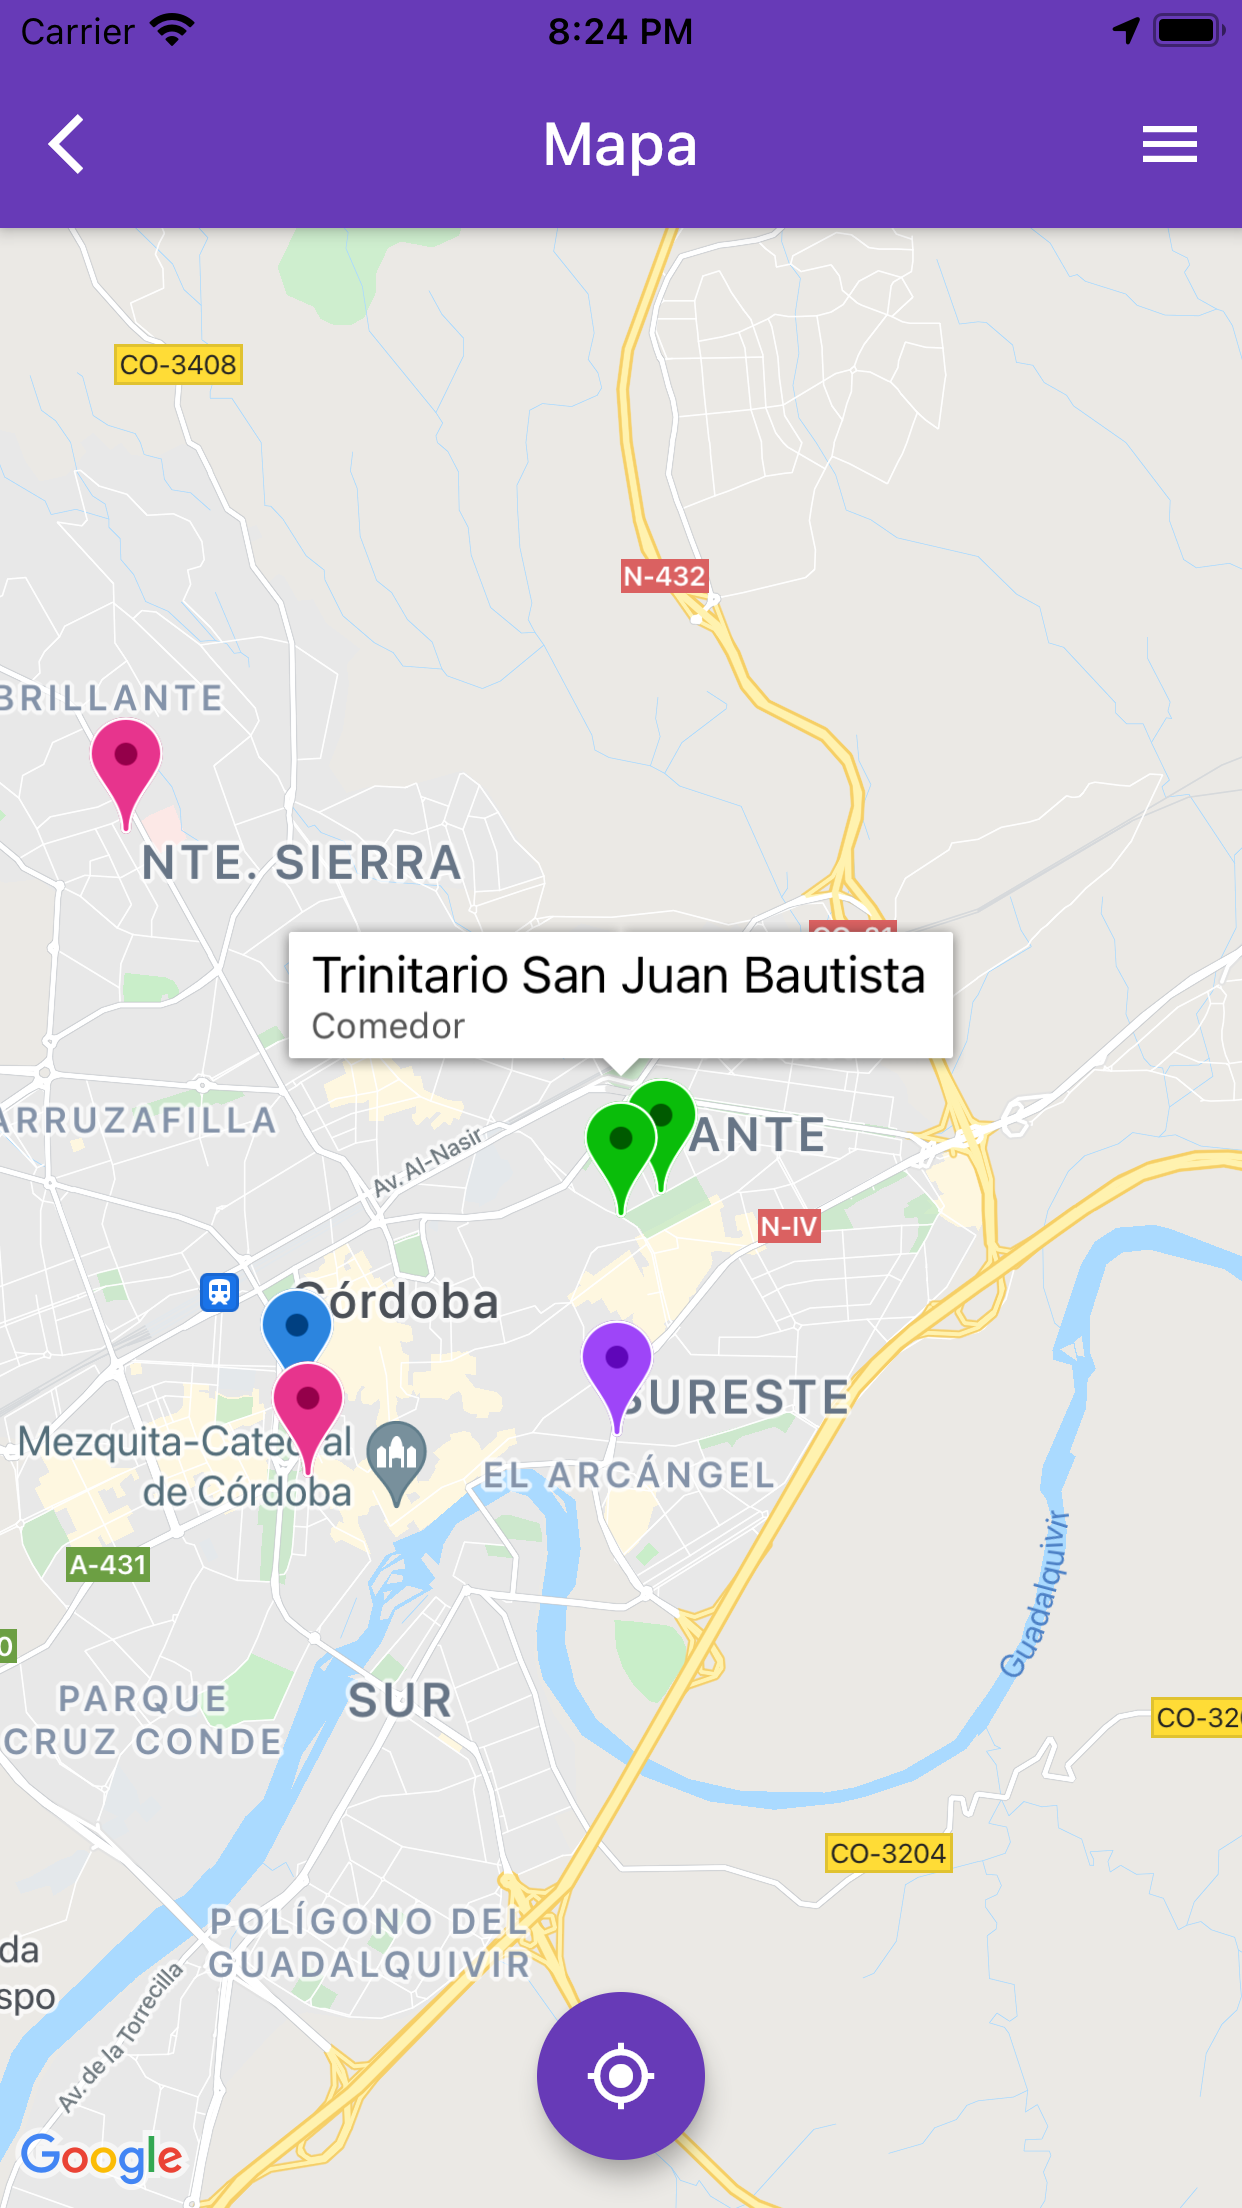 Carrier
8:24 PM
Mapa
CO-3408
N-432
BRILLANTE
NTE. SIERRA
Trinitario San Juan Bautista
Comedor
ARRUZAFILLA
Av. Al-Nasir
ANTE
N-IV
Córdoba
SURESTE
Mezquita-Catedral
de Córdoba
EL ARCÁNGEL
A-431
Guadalquivir
0
PARQUE
CRUZ CONDE
SUR
CO-320
CO-3204
POLÍGONO DEL
GUADALQUIVIR
da
spo
Av. de la Torrecilla
Google